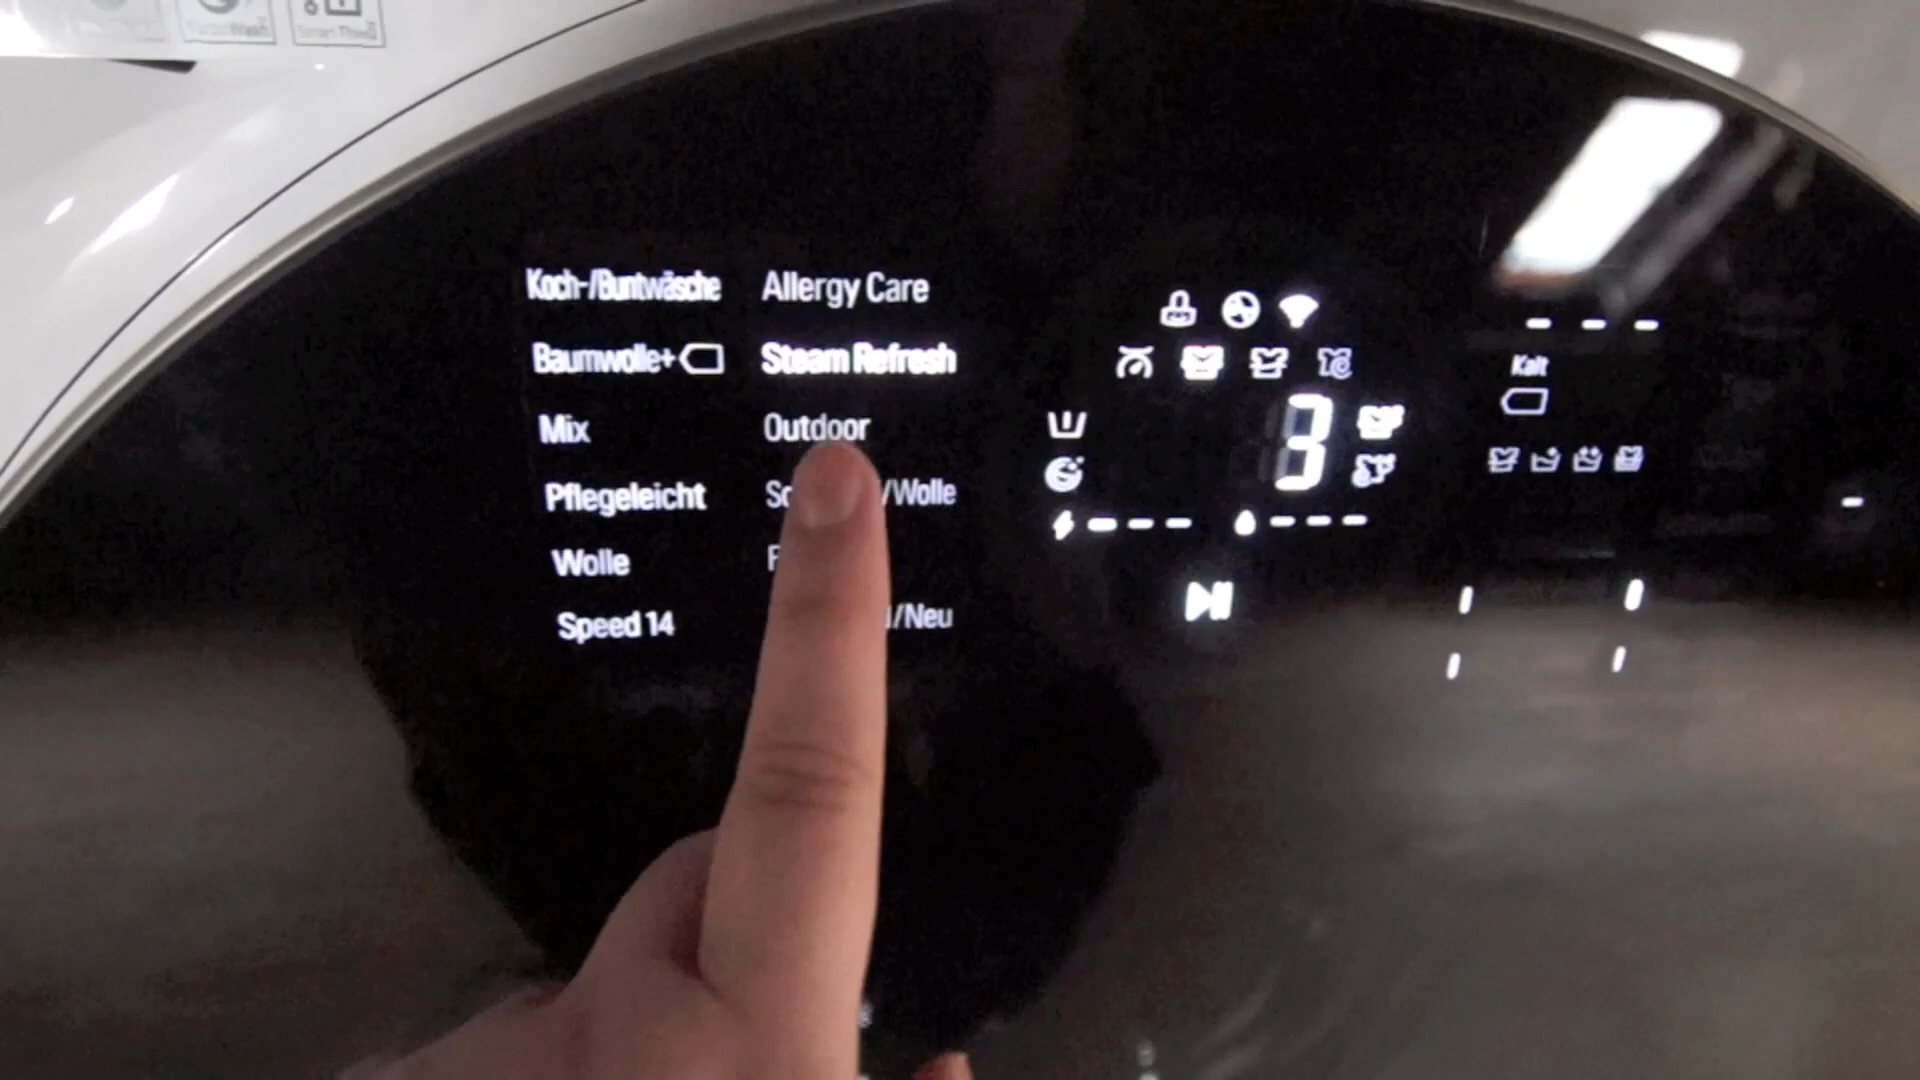 Koch-/Buntwäsche
Baumwolle+
Mix
Pflegeleicht
Wolle
Speed 14
Allergy Care
Steam Refresh
Outdoor
/Wolle
/Neu
3
Kalt